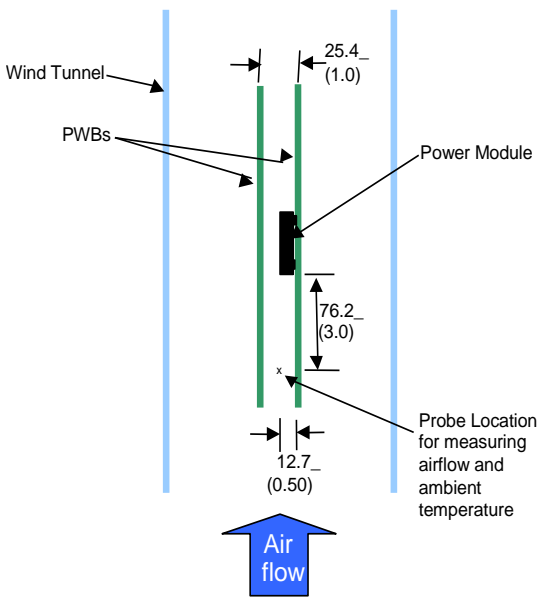 25.4_
(1.0)
Wind Tunnel
PWBs
Power Module
76.2_
(3.0)
x
Probe Location
for measuring
airflow and
ambient
temperature
12.7_
(0.50)
Air
flow